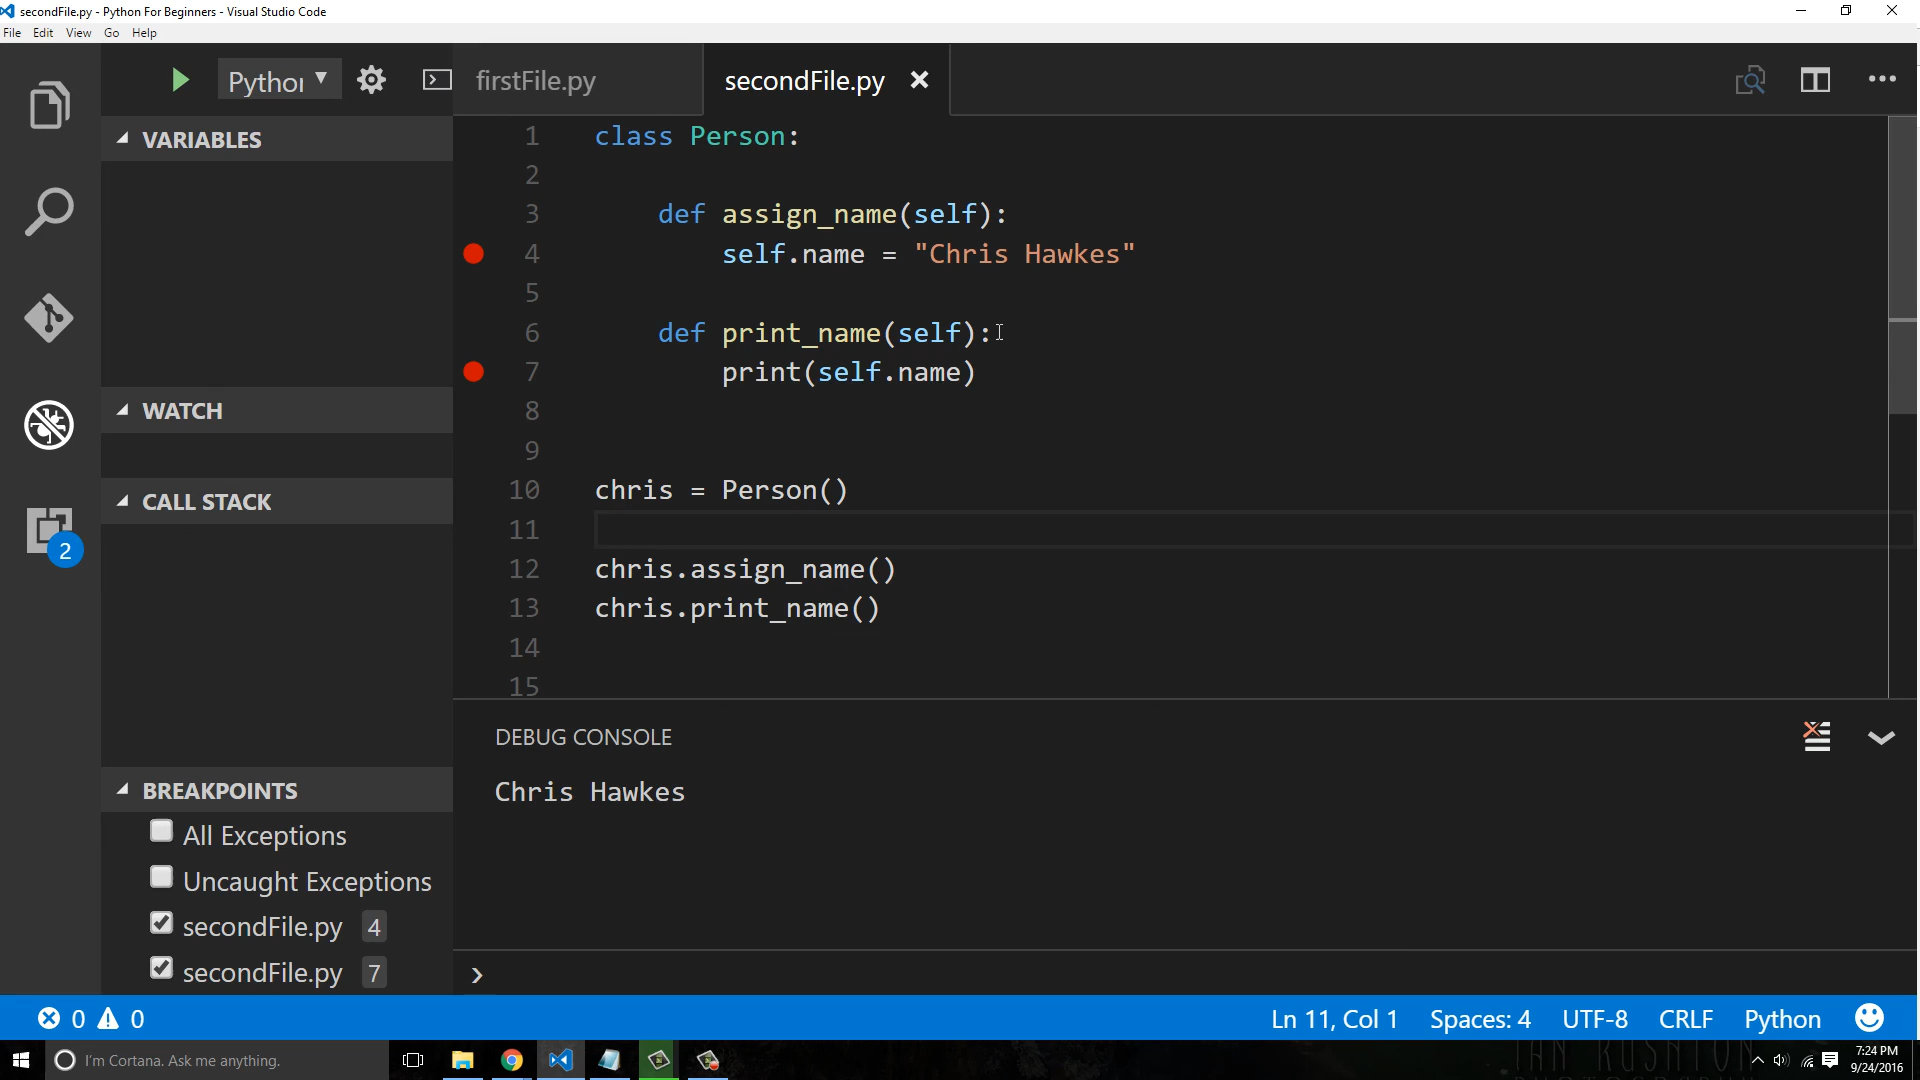 secondFile.py - Python For Beginners - Visual Studio Code
File Edit View Go Help
Pythor
firstFile.py
secondFile.py
VARIABLES
WATCH
CALL STACK
2
BREAKPOINTS
All Exceptions
Uncaught Exceptions
secondFile.py 4
secondFile.py 7
1 class Person:
2
3 def assign_name(self):
4 self.name = "Chris Hawkes"
5
6 def print_name(self):
7 print(self.name)
8
9
10 chris = Person()
11
12 chris.assign_name()
13 chris.print_name()
14
15
DEBUG CONSOLE
Chris Hawkes
0 0
Ln 11, Col 1 Spaces: 4 UTF-8 CRLF Python
I'm Cortana. Ask me anything.
IAN RUSHTON
7:24 PM
9/24/2016